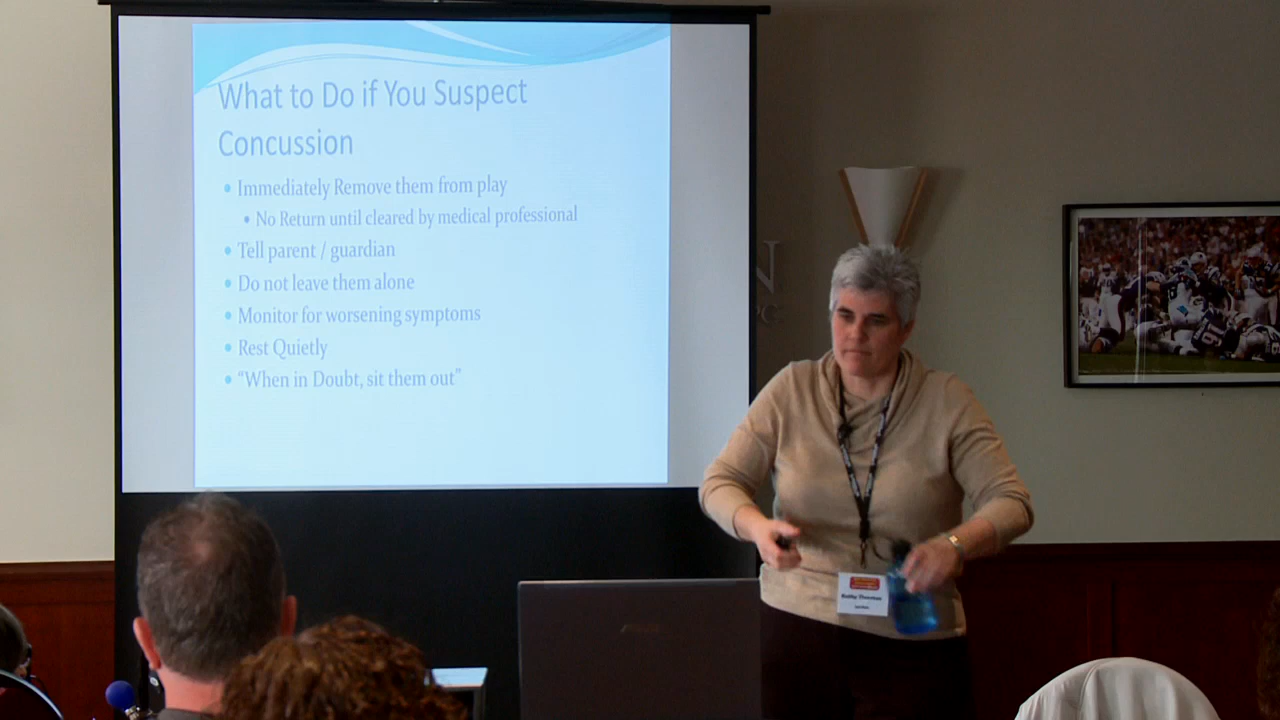 What to Do if You Suspect
Concussion
• Immediately Remove them from play
• No Return until cleared by medical professional
• Tell parent / guardian
• Do not leave them alone
• Monitor for worsening symptoms
• Rest Quietly
• “When in Doubt, sit them out”
N
PC